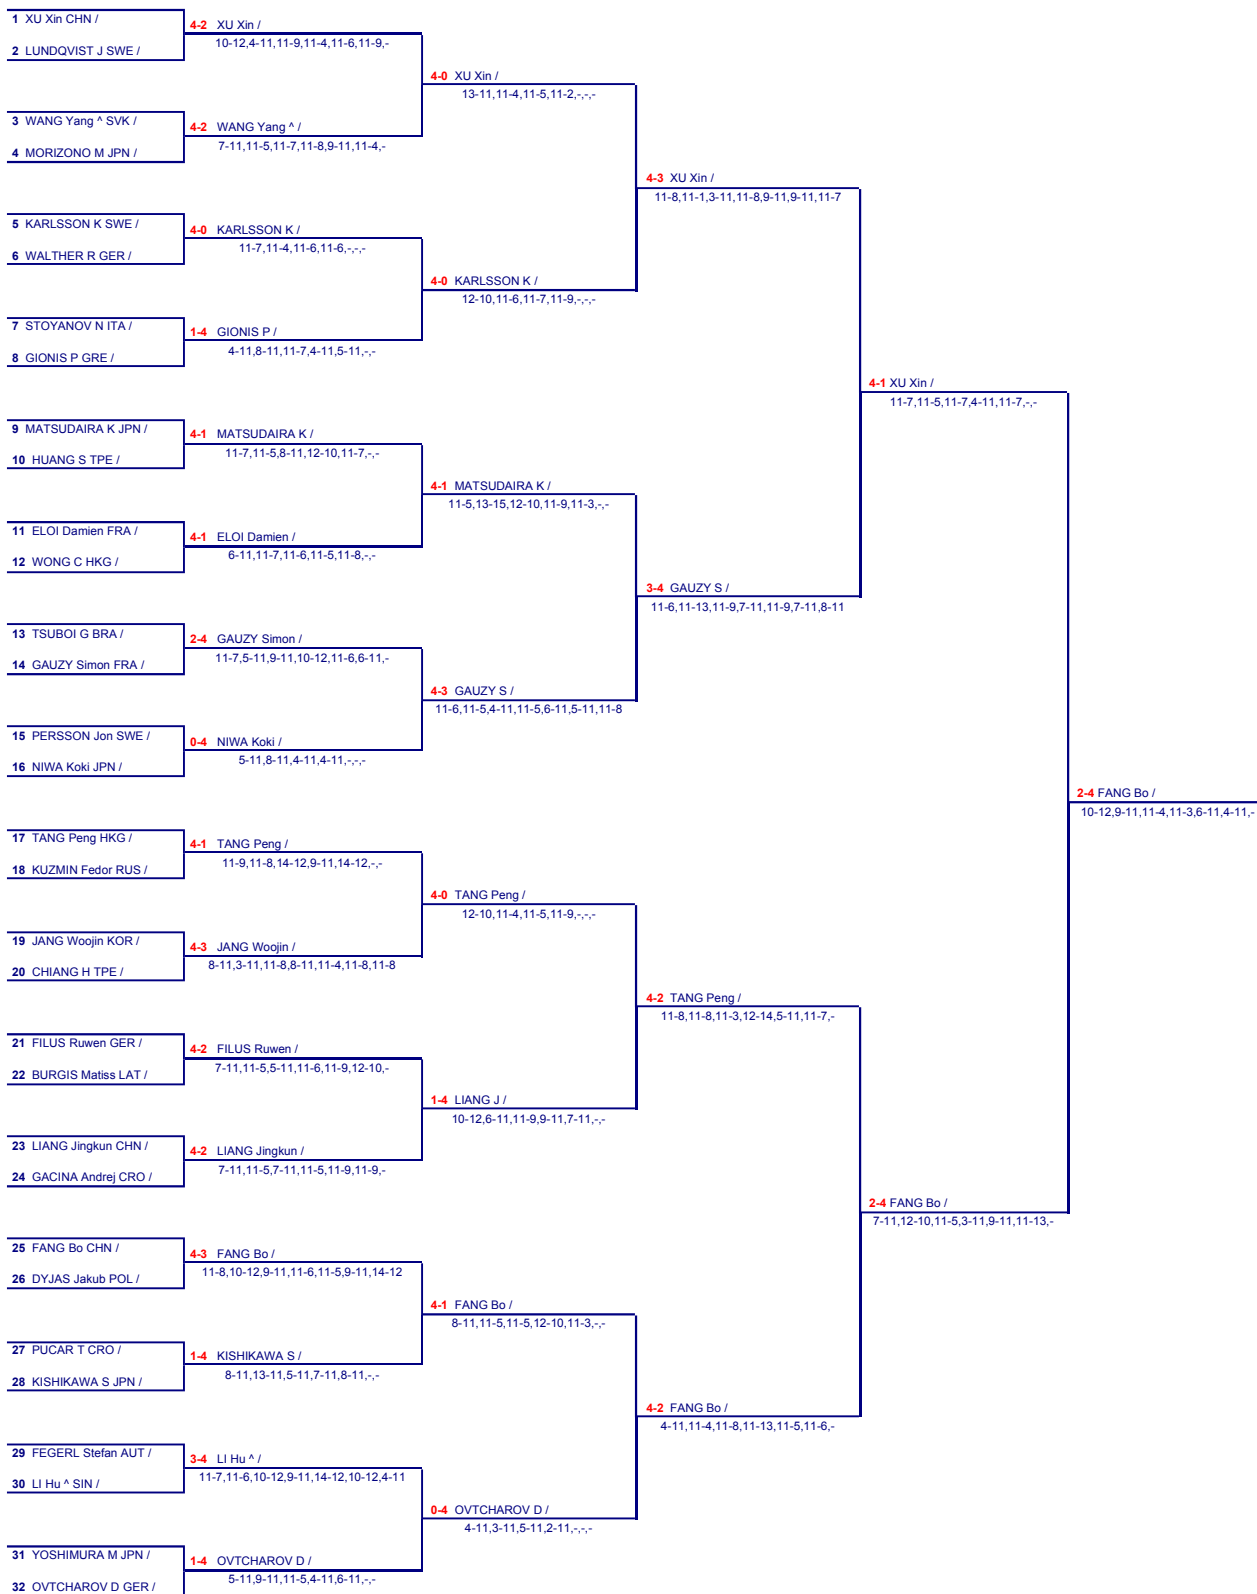 1 XU Xin CHN /
2 LUNDQVIST J SWE /
3 WANG Yang ^ SVK /
4 MORIZONO M JPN /
5 KARLSSON K SWE /
6 WALTHER R GER /
7 STOYANOV N ITA /
8 GIONIS P GRE /
9 MATSUDAIRA K JPN /
10 HUANG S TPE /
11 ELOI Damien FRA /
12 WONG C HKG /
13 TSUBOI G BRA /
14 GAUZY Simon FRA /
15 PERSSON Jon SWE /
16 NIWA Koki JPN /
17 TANG Peng HKG /
18 KUZMIN Fedor RUS /
19 JANG Woojin KOR /
20 CHIANG H TPE /
21 FILUS Ruwen GER /
22 BURGIS Matiss LAT /
23 LIANG Jingkun CHN /
24 GACINA Andrej CRO /
25 FANG Bo CHN /
26 DYJAS Jakub POL /
27 PUCAR T CRO /
28 KISHIKAWA S JPN /
29 FEGERL Stefan AUT /
30 LI Hu ^ SIN /
31 YOSHIMURA M JPN /
32 OVTCHAROV D GER /
4-2 XU Xin /
10-12,4-11,11-9,11-4,11-6,11-9,-
4-2 WANG Yang ^ /
7-11,11-5,11-7,11-8,9-11,11-4,-
4-0 KARLSSON K /
11-7,11-4,11-6,11-6,-,-,-
1-4 GIONIS P /
4-11,8-11,11-7,4-11,5-11,-,-
4-1 MATSUDAIRA K /
11-7,11-5,8-11,12-10,11-7,-,-
4-1 ELOI Damien /
6-11,11-7,11-6,11-5,11-8,-,-
2-4 GAUZY Simon /
11-7,5-11,9-11,10-12,11-6,6-11,-
0-4 NIWA Koki /
5-11,8-11,4-11,4-11,-,-,-
4-1 TANG Peng /
11-9,11-8,14-12,9-11,14-12,-,-
4-3 JANG Woojin /
8-11,3-11,11-8,8-11,11-4,11-8,11-8
4-2 FILUS Ruwen /
7-11,11-5,5-11,11-6,11-9,12-10,-
4-2 LIANG Jingkun /
7-11,11-5,7-11,11-5,11-9,11-9,-
4-3 FANG Bo /
11-8,10-12,9-11,11-6,11-5,9-11,14-12
1-4 KISHIKAWA S /
8-11,13-11,5-11,7-11,8-11,-,-
3-4 LI Hu ^ /
11-7,11-6,10-12,9-11,14-12,10-12,4-11
1-4 OVTCHAROV D /
5-11,9-11,11-5,4-11,6-11,-,-
4-0 XU Xin /
13-11,11-4,11-5,11-2,-,-,-
4-0 KARLSSON K /
12-10,11-6,11-7,11-9,-,-,-
4-1 MATSUDAIRA K /
11-5,13-15,12-10,11-9,11-3,-,-
4-3 GAUZY S /
11-6,11-5,4-11,11-5,6-11,5-11,11-8
4-0 TANG Peng /
12-10,11-4,11-5,11-9,-,-,-
1-4 LIANG J /
10-12,6-11,11-9,9-11,7-11,-,-
4-1 FANG Bo /
8-11,11-5,11-5,12-10,11-3,-,-
0-4 OVTCHAROV D /
4-11,3-11,5-11,2-11,-,-,-
4-3 XU Xin /
11-8,11-1,3-11,11-8,9-11,9-11,11-7
3-4 GAUZY S /
11-6,11-13,11-9,7-11,11-9,7-11,8-11
4-2 TANG Peng /
11-8,11-8,11-3,12-14,5-11,11-7,-
4-2 FANG Bo /
4-11,11-4,11-8,11-13,11-5,11-6,-
4-1 XU Xin /
11-7,11-5,11-7,4-11,11-7,-,-
2-4 FANG Bo /
7-11,12-10,11-5,3-11,9-11,11-13,-
2-4 FANG Bo /
10-12,9-11,11-4,11-3,6-11,4-11,-